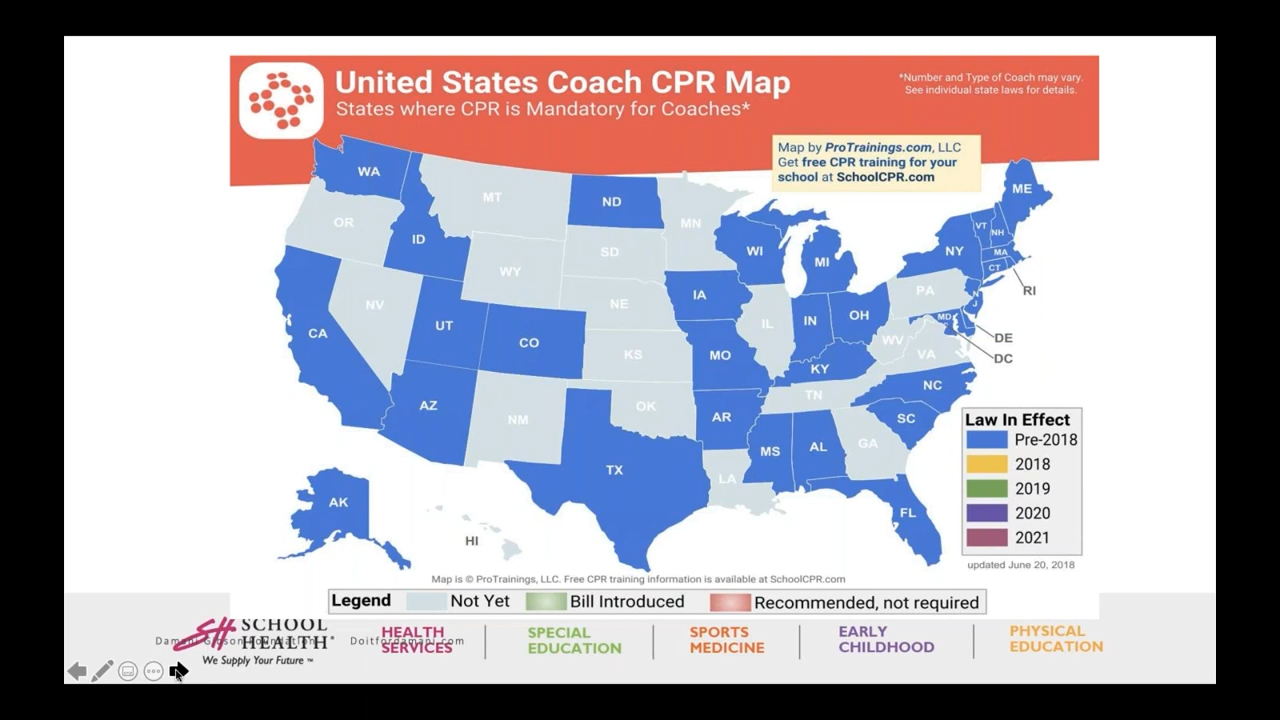 United States Coach CPR Map
States where CPR is Mandatory for Coaches*
*Number and Type of Coach may vary.
See individual state laws for details.
Map by ProTrainings.com, LLC
Get free CPR training for your
school at SchoolCPR.com
WA
MT
ND
MN
ME
OR
ID
SD
WI
MI
NY
VT
NH
MA
CT
RI
WY
NE
IA
PA
NJ
NV
UT
CO
KS
MO
IL
IN
OH
WV
MD
DE
DC
VA
KY
CA
AZ
NM
OK
AR
TN
NC
SC
TX
LA
MS
AL
GA
FL
AK
HI
Law In Effect
Pre-2018
2018
2019
2020
2021
updated June 20, 2018
Map is © ProTrainings, LLC. Free CPR training information is available at SchoolCPR.com
Legend
Not Yet
Bill Introduced
Recommended, not required
SH SCHOOL HEALTH®
We Supply Your Future ™
Doitfordamani.com
HEALTH SERVICES
SPECIAL EDUCATION
SPORTS MEDICINE
EARLY CHILDHOOD
PHYSICAL EDUCATION